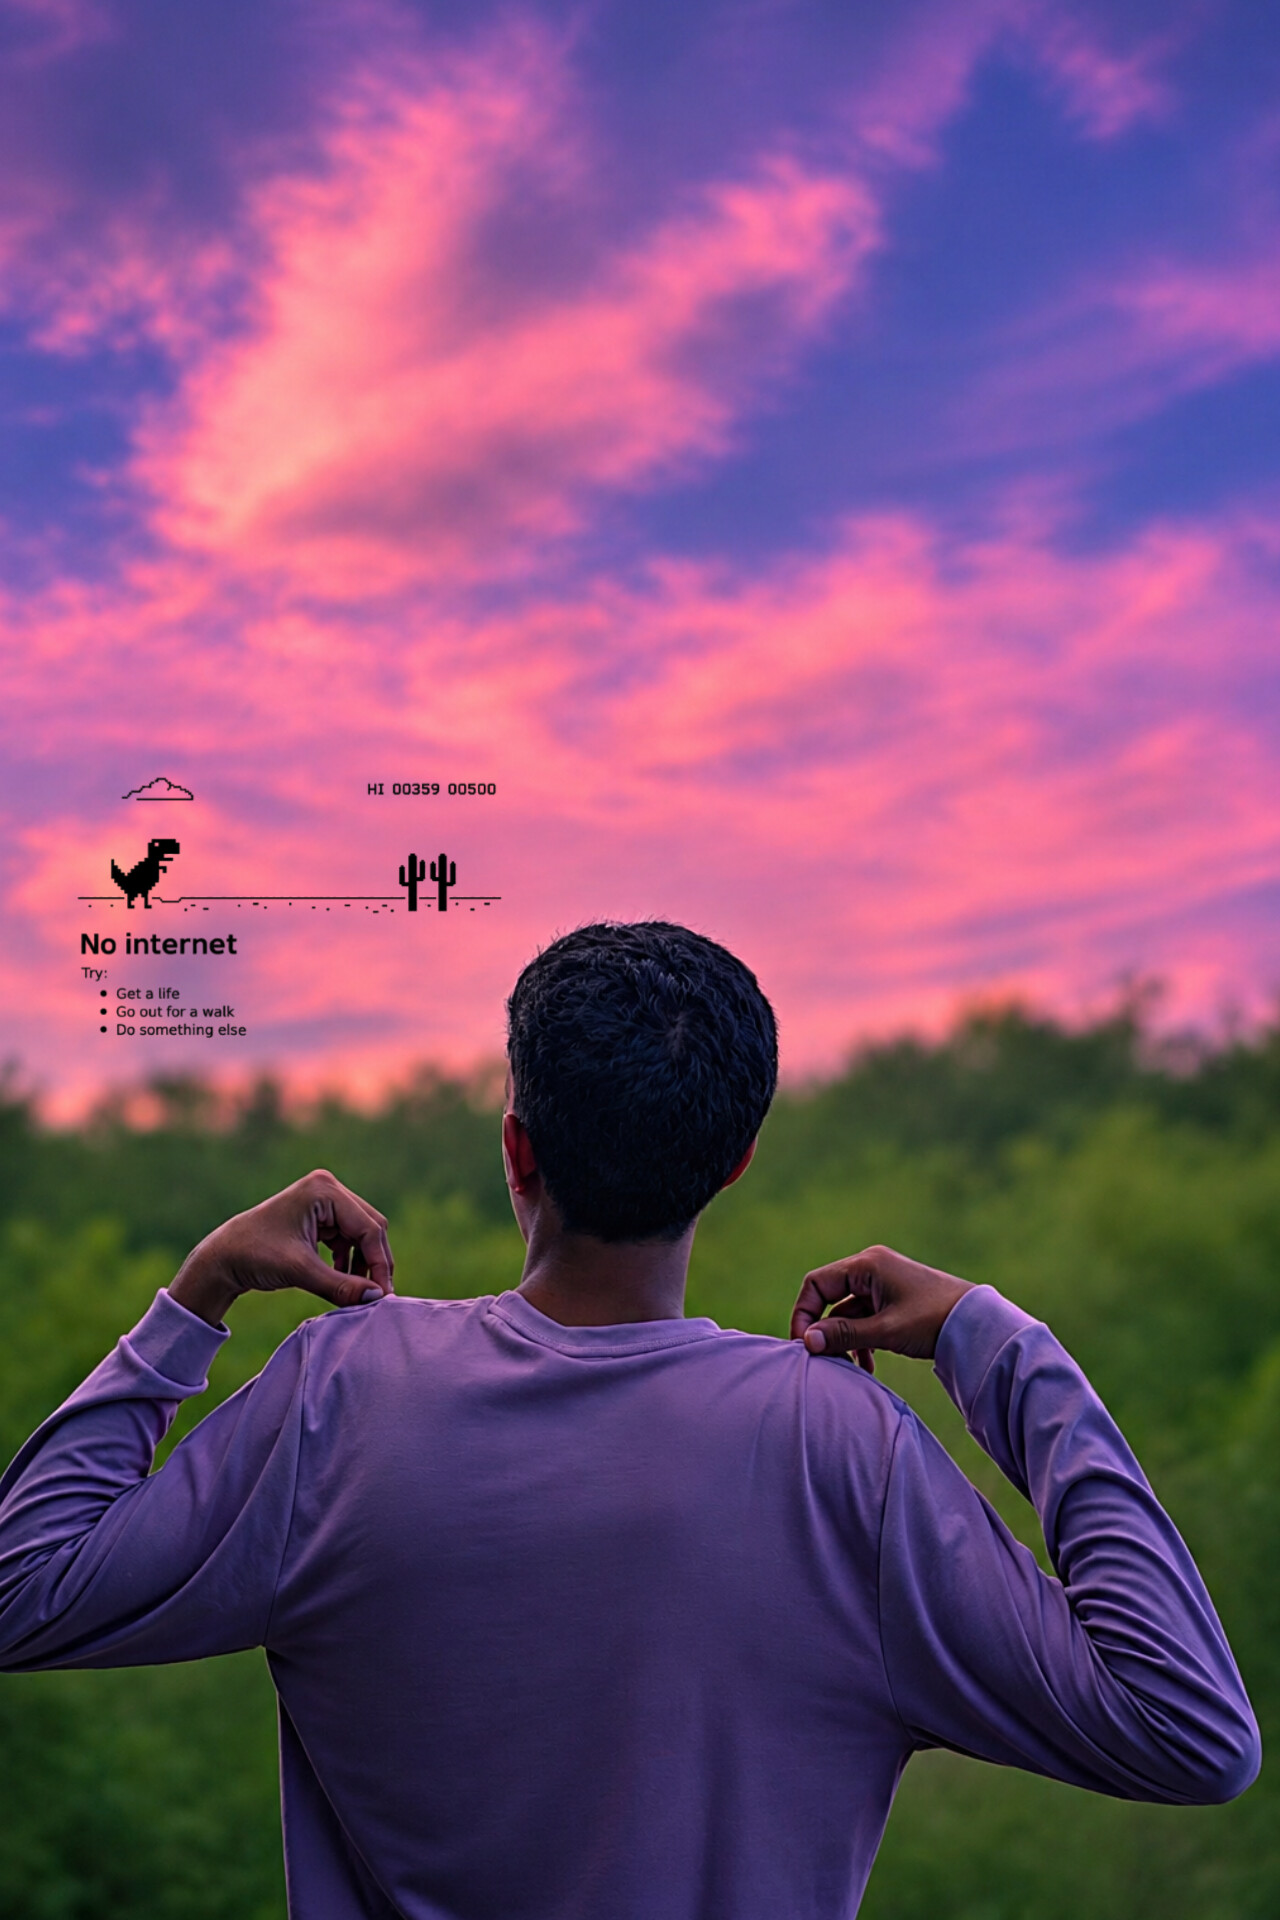 HI 00359 00500
No internet
Try:
Get a life
Go out for a walk
Do something else